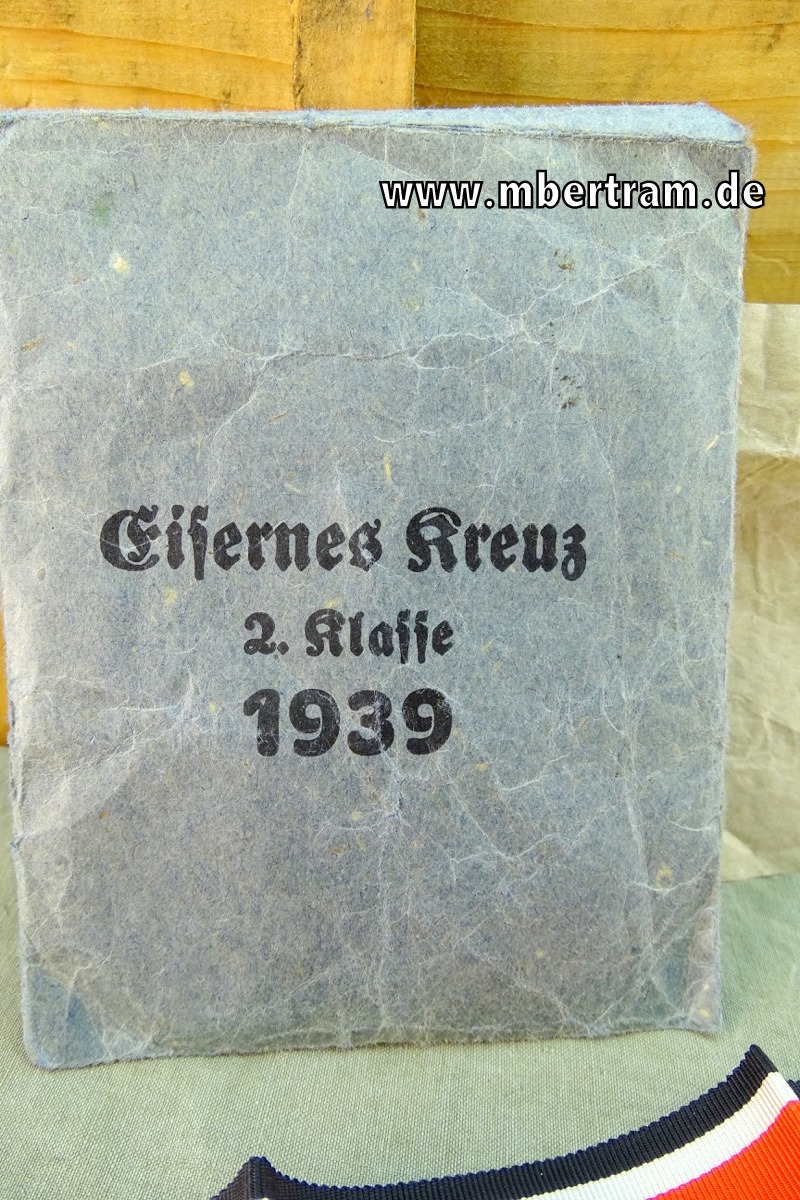 www.mbertram.de
Eiſernes Kreuz
2. Klaſſe
1939